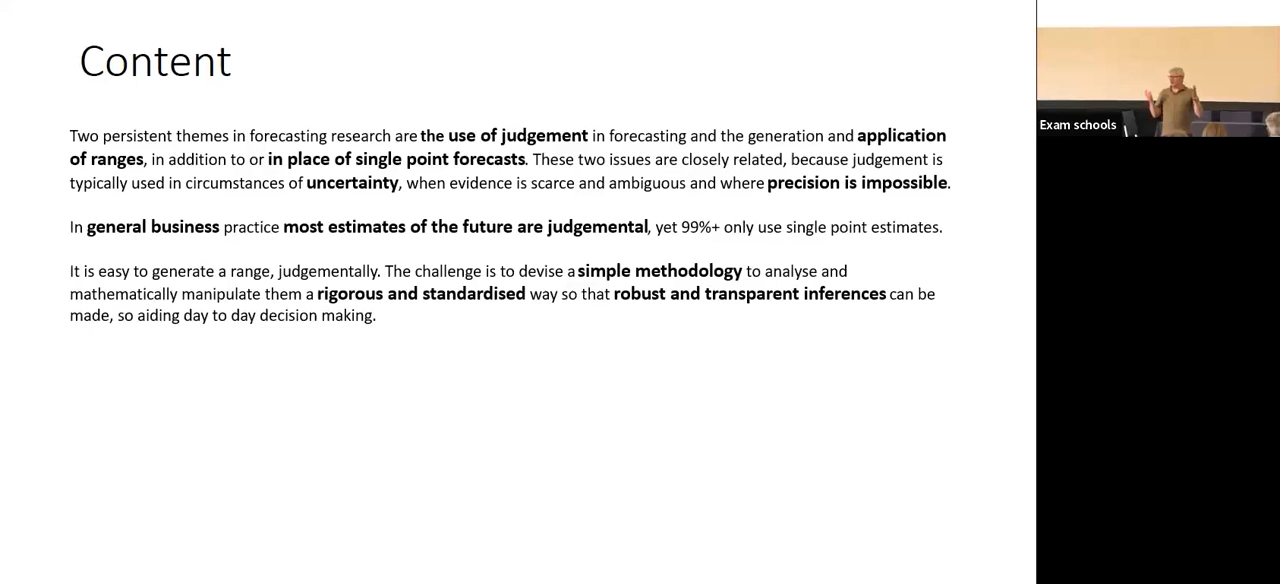 Content
Two persistent themes in forecasting research are the use of judgement in forecasting and the generation and application
of ranges, in addition to or in place of single point forecasts. These two issues are closely related, because judgement is
typically used in circumstances of uncertainty, when evidence is scarce and ambiguous and where precision is impossible.
In general business practice most estimates of the future are judgemental, yet 99%+ only use single point estimates.
It is easy to generate a range, judgementally. The challenge is to devise a simple methodology to analyse and
mathematically manipulate them a rigorous and standardised way so that robust and transparent inferences can be
made, so aiding day to day decision making.
Exam schools